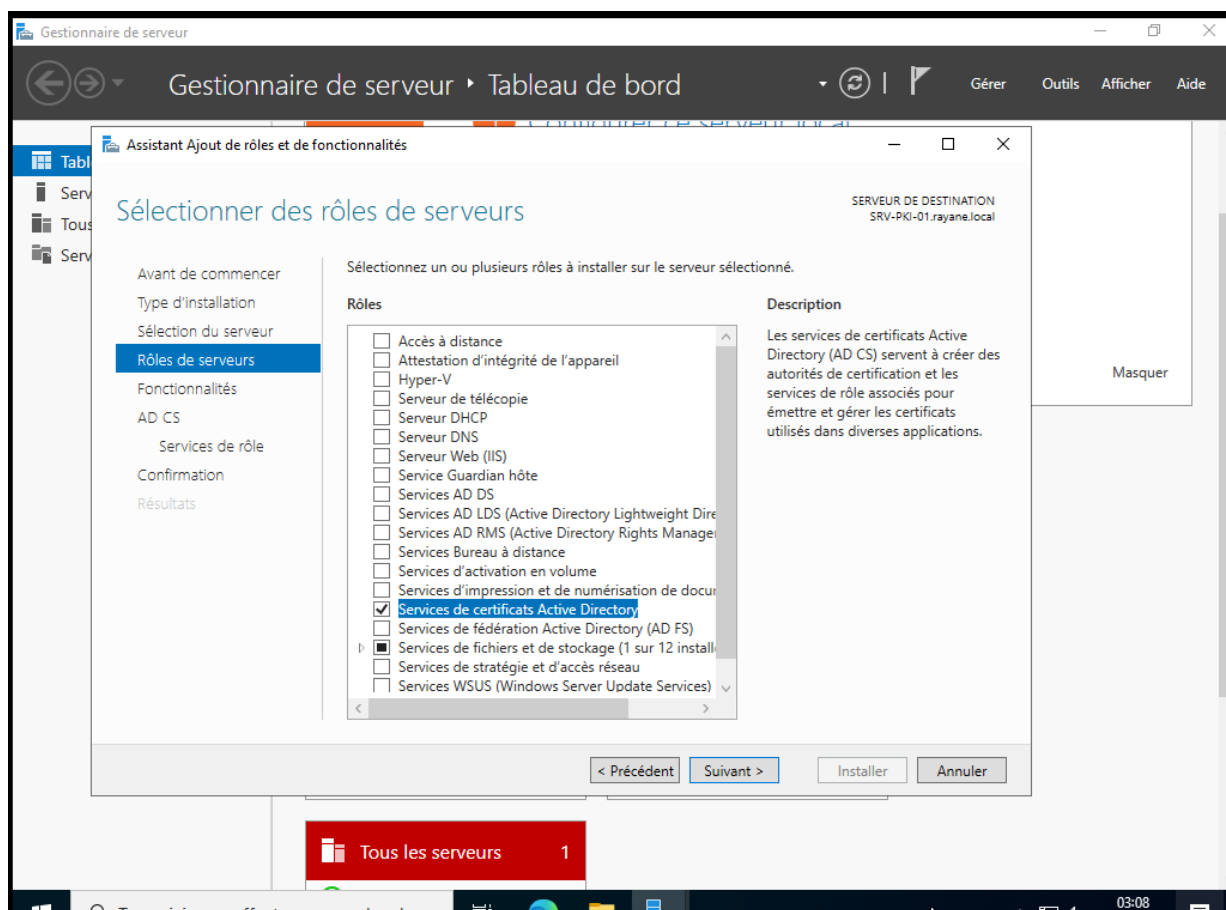 Gestionnaire de serveur
Gestionnaire de serveur ‣ Tableau de bord
Gérer
Outils
Afficher
Aide
Configurer ce serveur local
Tabl
Serv
Tous
Serv
Assistant Ajout de rôles et de fonctionnalités
Sélectionner des rôles de serveurs
SERVEUR DE DESTINATION
SRV-PKI-01.rayane.local
Avant de commencer
Type d'installation
Sélection du serveur
Rôles de serveurs
Fonctionnalités
AD CS
Services de rôle
Confirmation
Résultats
Sélectionnez un ou plusieurs rôles à installer sur le serveur sélectionné.
Rôles
Accès à distance
Attestation d'intégrité de l'appareil
Hyper-V
Serveur de télécopie
Serveur DHCP
Serveur DNS
Serveur Web (IIS)
Service Guardian hôte
Services AD DS
Services AD LDS (Active Directory Lightweight Dire
Services AD RMS (Active Directory Rights Manage
Services Bureau à distance
Services d'activation en volume
Services d'impression et de numérisation de docu
Services de certificats Active Directory
Services de fédération Active Directory (AD FS)
Services de fichiers et de stockage (1 sur 12 install
Services de stratégie et d'accès réseau
Services WSUS (Windows Server Update Services)
Description
Les services de certificats Active
Directory (AD CS) servent à créer des
autorités de certification et les
services de rôle associés pour
émettre et gérer les certificats
utilisés dans diverses applications.
Masquer
< Précédent
Suivant >
Installer
Annuler
Tous les serveurs 1
03:08